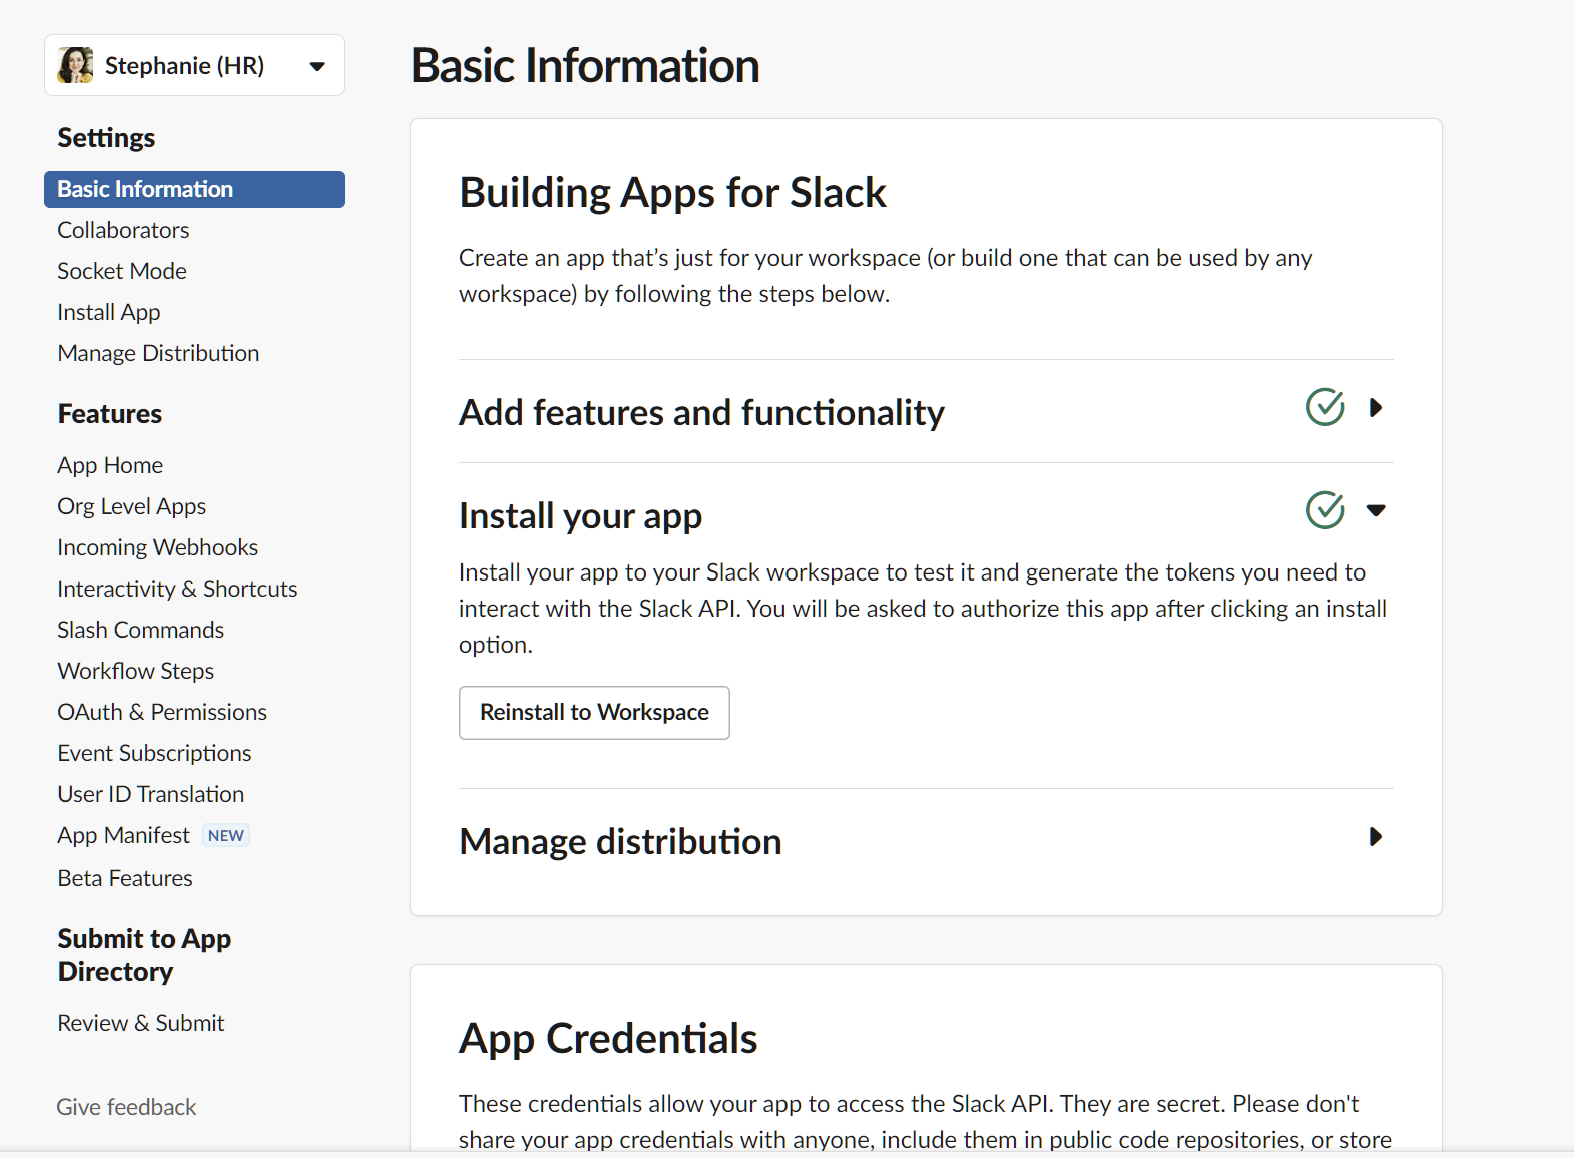 Stephanie (HR)
Settings
Basic Information
Collaborators
Socket Mode
Install App
Manage Distribution
Features
App Home
Org Level Apps
Incoming Webhooks
Interactivity & Shortcuts
Slash Commands
Workflow Steps
OAuth & Permissions
Event Subscriptions
User ID Translation
App Manifest NEW
Beta Features
Submit to App
Directory
Review & Submit
Give feedback
Basic Information
Building Apps for Slack
Create an app that’s just for your workspace (or build one that can be used by any
workspace) by following the steps below.
Add features and functionality
Install your app
Install your app to your Slack workspace to test it and generate the tokens you need to
interact with the Slack API. You will be asked to authorize this app after clicking an install
option.
Reinstall to Workspace
Manage distribution
App Credentials
These credentials allow your app to access the Slack API. They are secret. Please don't
share your app credentials with anyone, include them in public code repositories, or store